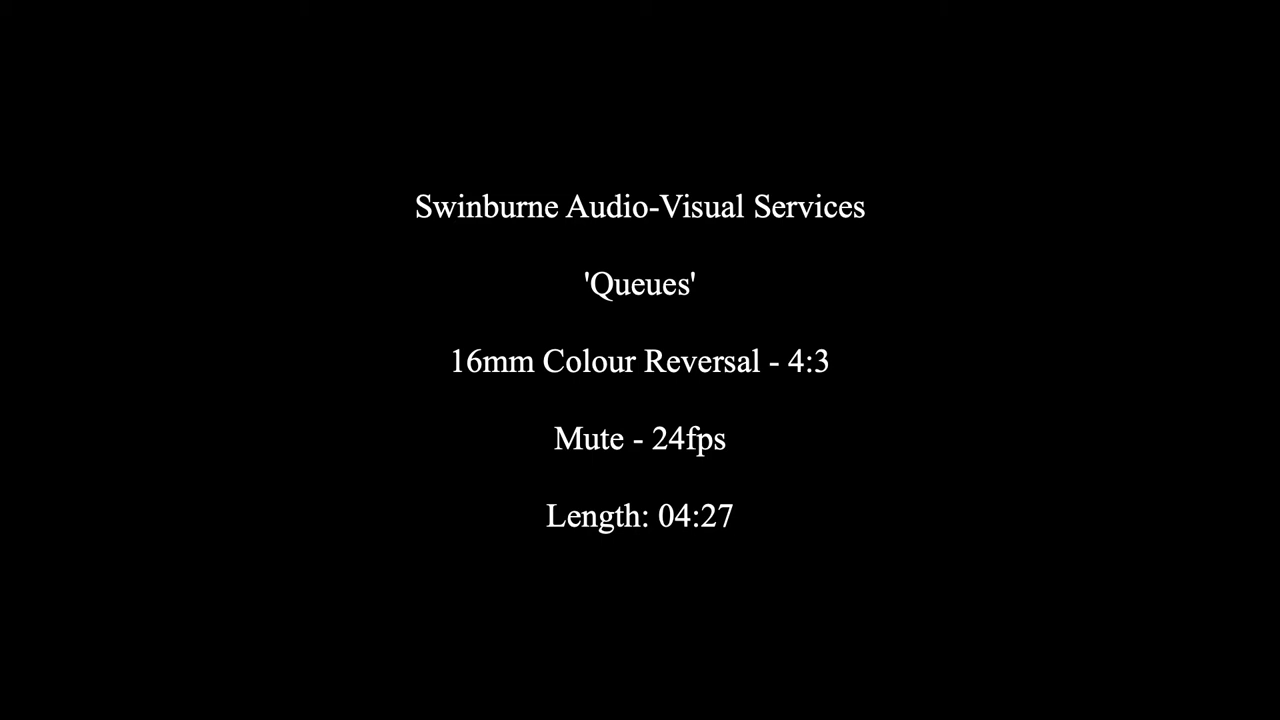 Swinburne Audio-Visual Services
'Queues'
16mm Colour Reversal - 4:3
Mute - 24fps
Length: 04:27